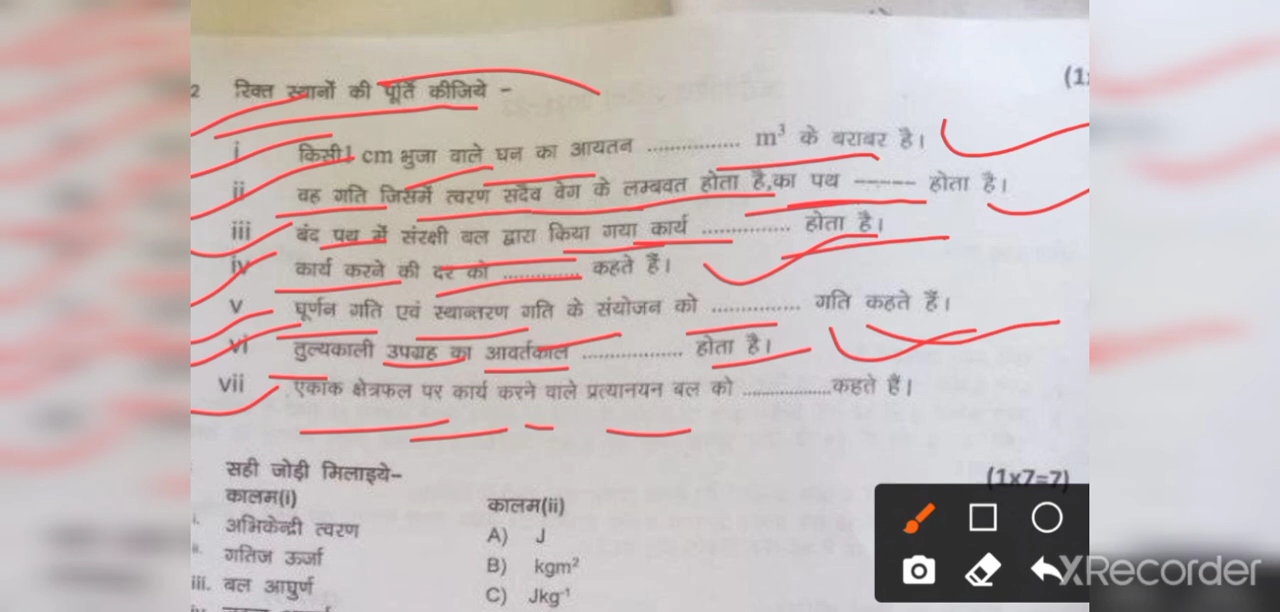 2 रिक्त स्थानों की पूर्ति कीजिये - (1
i किसी1 cm भुजा वाले घन का आयतन ................ m³ के बराबर है।
ii वह गति जिसमें त्वरण सदैव वेग के लम्बवत होता है,का पथ ------ होता है।
iii बंद पथ में संरक्षी बल द्वारा किया गया कार्य ............... होता है।
iv कार्य करने की दर को ............. कहते हैं।
v घूर्णन गति एवं स्थान्तरण गति के संयोजन को ............... गति कहते हैं।
vi तुल्यकाली उपग्रह का आवर्तकाल ................. होता है।
vii एकांक क्षेत्रफल पर कार्य करने वाले प्रत्यानयन बल को ...............कहते हैं।
सही जोड़ी मिलाइये- (1x7=7)
कालम(i) कालम(ii)
i. अभिकेन्द्री त्वरण A) J
ii. गतिज ऊर्जा B) kgm²
iii. बल आघुर्ण C) Jkg⁻¹
XRecorder